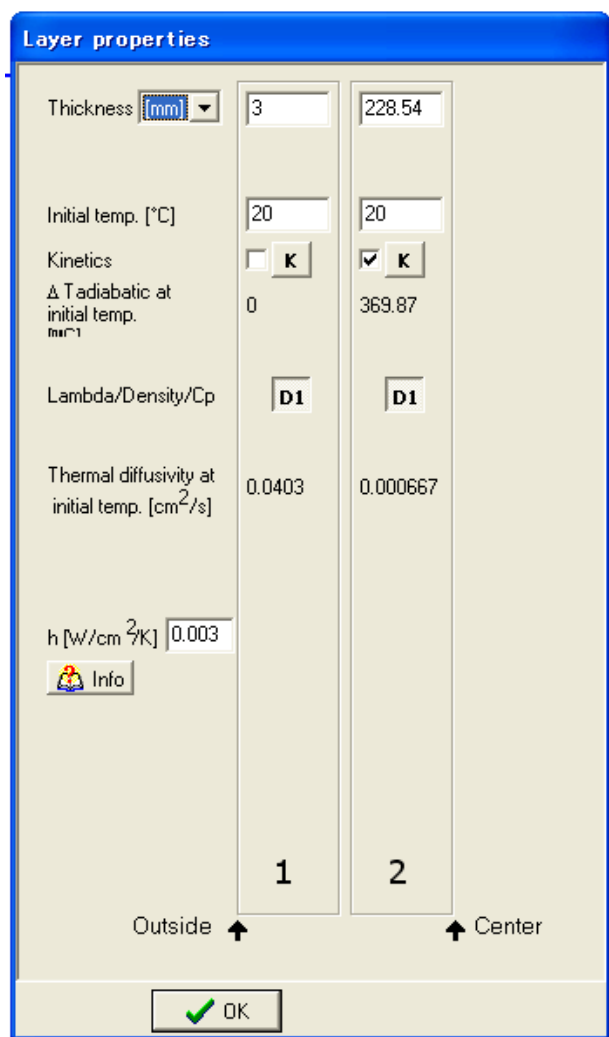 Layer properties
Thickness [mm] 3 228.54
Initial temp. [°C] 20 20
Kinetics K K
Δ T adiabatic at
initial temp. 0 369.87
Lambda/Density/Cp D1 D1
Thermal diffusivity at
initial temp. [cm2/s] 0.0403 0.000667
h [W/cm2/K] 0.003
Info
1 2
Outside Center
OK